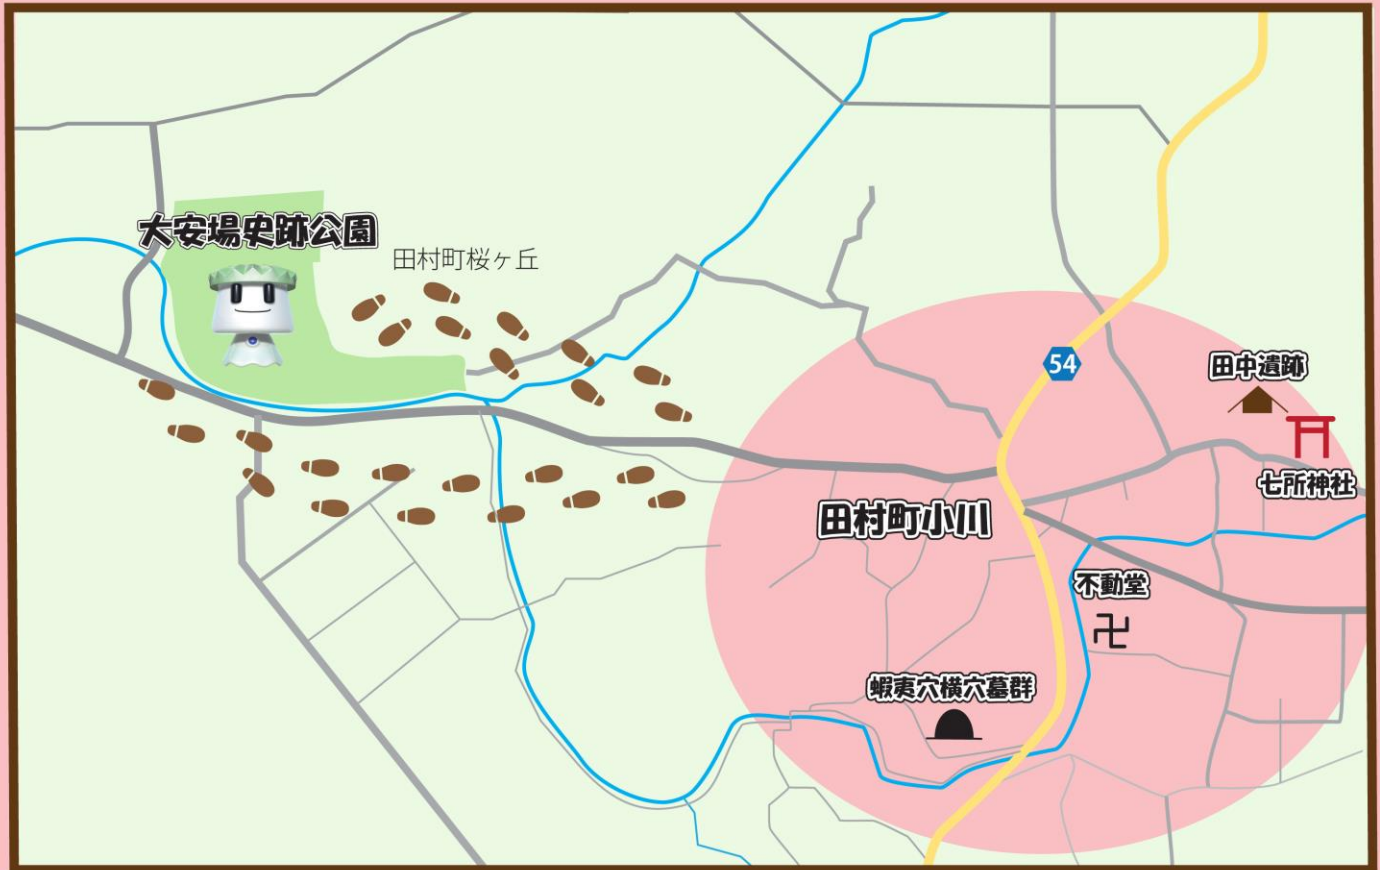 大安場史跡公園
田村町桜ヶ丘
54
田中遺跡
七所神社
田村町小川
不動堂
卍
蝦夷穴横穴墓群